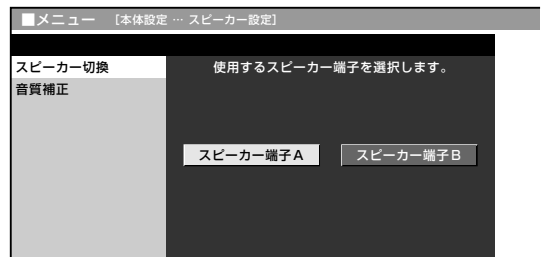 ■メニュー [本体設定 … スピーカー設定]
スピーカー切換
使用するスピーカー端子を選択します。
音質補正
スピーカー端子A
スピーカー端子B